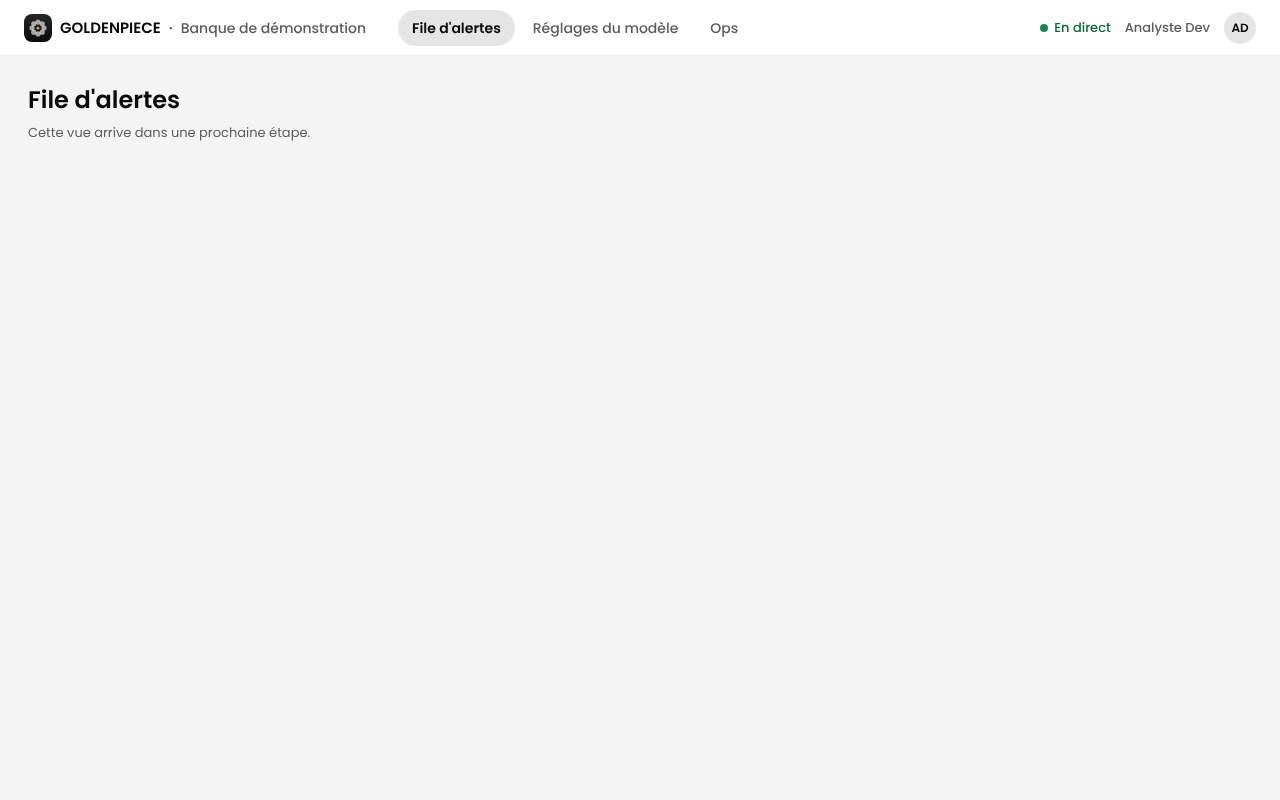 GOLDENPIECE · Banque de démonstration File d'alertes Réglages du modèle Ops En direct Analyste Dev AD
File d'alertes
Cette vue arrive dans une prochaine étape.